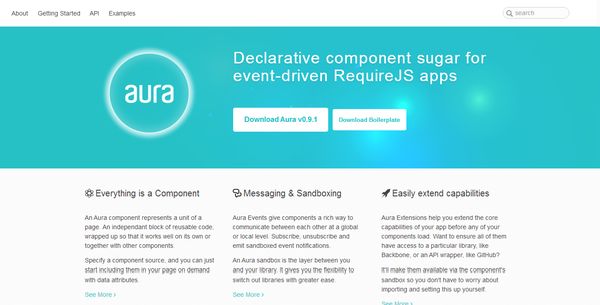 About Getting Started API Examples search
aura
Declarative component sugar for
event-driven RequireJS apps
Download Aura v0.9.1 Download Boilerplate
Everything is a Component
An Aura component represents a unit of a
page. An independant block of reusable code,
wrapped up so that it works well on its own or
together with other components.
Specify a component source, and you can just
start including them in your page on demand
with data attributes.
See More ›
Messaging & Sandboxing
Aura Events give components a rich way to
communicate between each other at a global
or local level. Subscribe, unsubscribe and
emit sandboxed event notifications.
An Aura sandbox is the layer between you
and your library. It gives you the flexibility to
switch out libraries with greater ease.
See More ›
Easily extend capabilities
Aura Extensions help you extend the core
capabilities of your app before any of your
components load. Want to ensure all of them
have access to a particular library, like
Backbone, or an API wrapper, like GitHub?
It'll make them available via the component's
sandbox so you don't have to worry about
importing and setting this up yourself.
See More ›